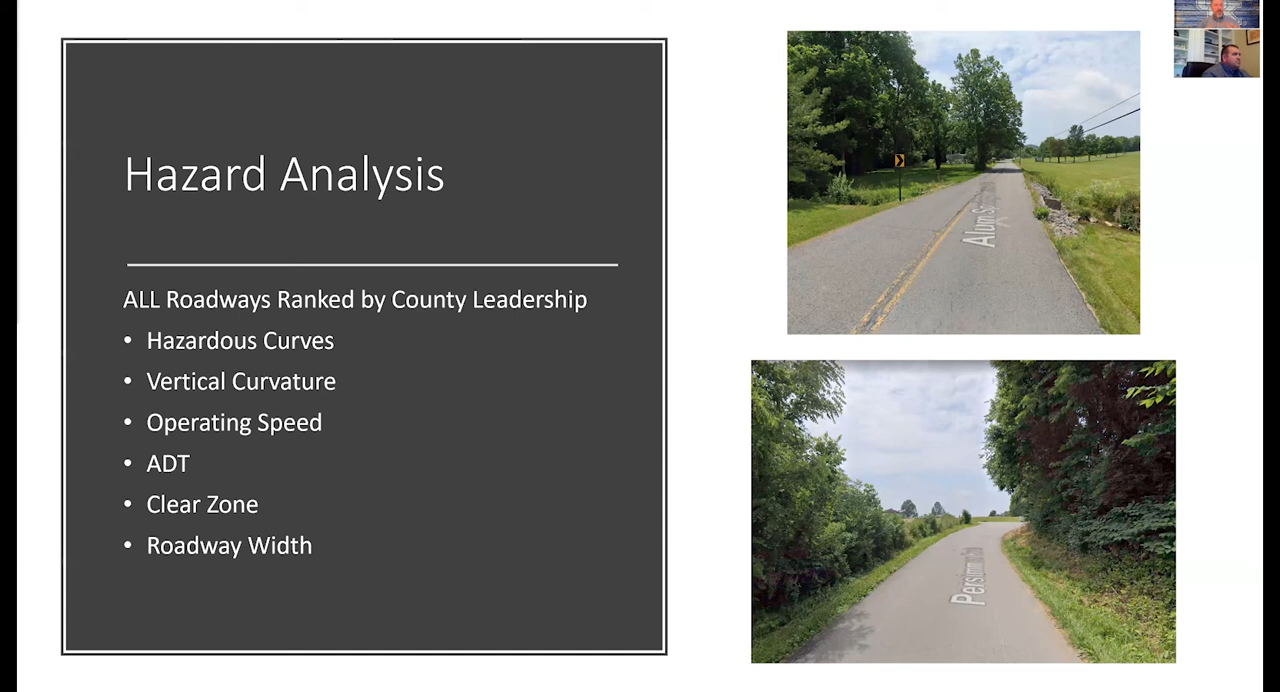 Hazard Analysis
ALL Roadways Ranked by County Leadership
• Hazardous Curves
• Vertical Curvature
• Operating Speed
• ADT
• Clear Zone
• Roadway Width
Alum